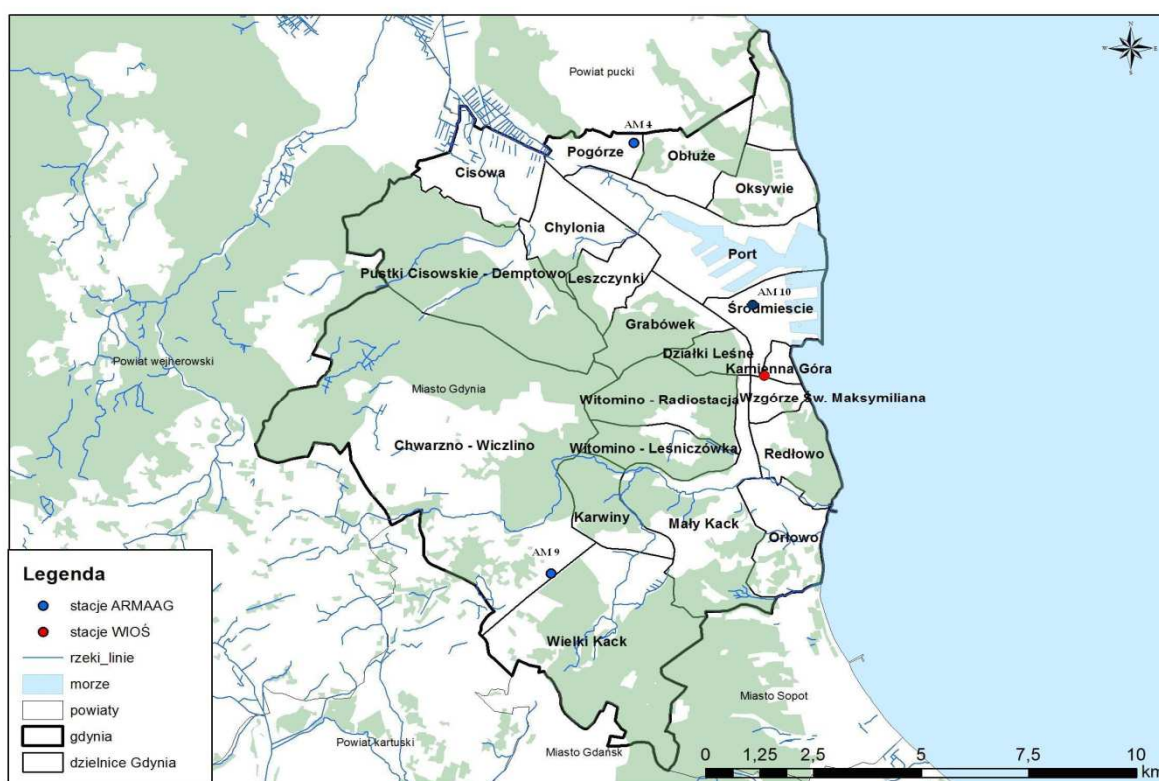 N
W
E
S
Powiat pucki
AM 4
Pogórze
Obłuże
Cisowa
Oksywie
Chylonia
Port
Pustki Cisowskie - Demptowo
Leszczynki
AM 10
Śródmiescie
Grabówek
Działki Leśne
Powiat wejherowski
Kamienna Góra
Miasto Gdynia
Witomino - Radiostacja
Wzgórze Św. Maksymiliana
Chwarzno - Wiczlino
Witomino - Leśniczówka
Redłowo
Karwiny
Mały Kack
Orłowo
AM 9
Wielki Kack
Miasto Sopot
Powiat kartuski
Miasto Gdańsk
Legenda
stacje ARMAAG
stacje WIOŚ
rzeki_linie
morze
powiaty
gdynia
dzielnice Gdynia
0 1,25 2,5 5 7,5 10
km